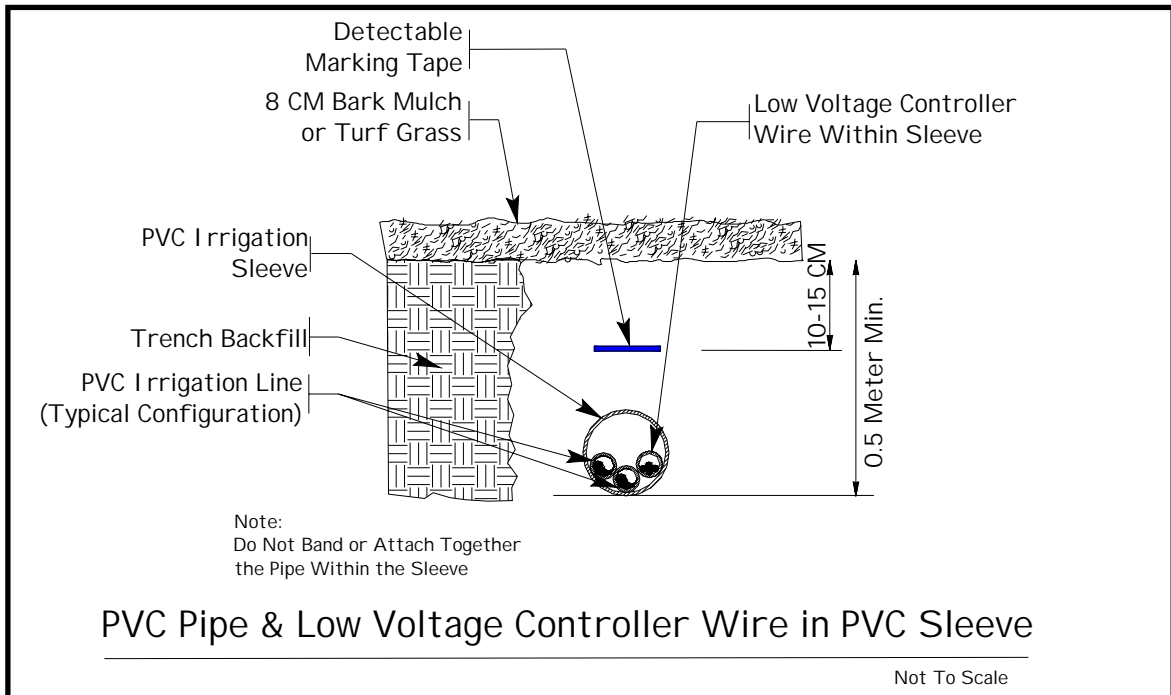 Detectable
Marking Tape
8 CM Bark Mulch
or Turf Grass
Low Voltage Controller
Wire Within Sleeve
PVC Irrigation
Sleeve
Trench Backfill
PVC Irrigation Line
(Typical Configuration)
10-15 CM
0.5 Meter Min.
Note:
Do Not Band or Attach Together
the Pipe Within the Sleeve
PVC Pipe & Low Voltage Controller Wire in PVC Sleeve
Not To Scale